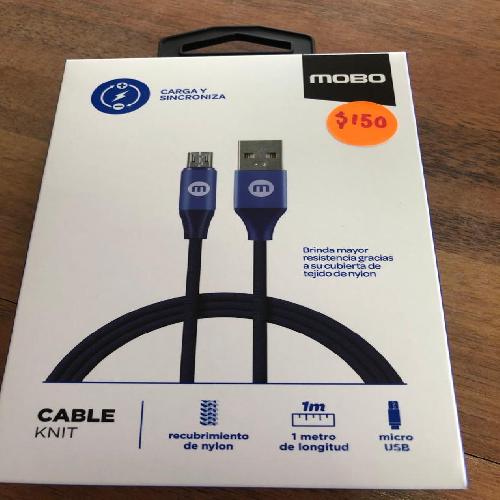 MOBO
CARGA Y
SINCRONIZA
$150
m
m
Brinda mayor
resistencia gracias
a su cubierta de
tejido de nylon
CABLE
KNIT
recubrimiento
de nylon
1m
1 metro
de longitud
micro
USB